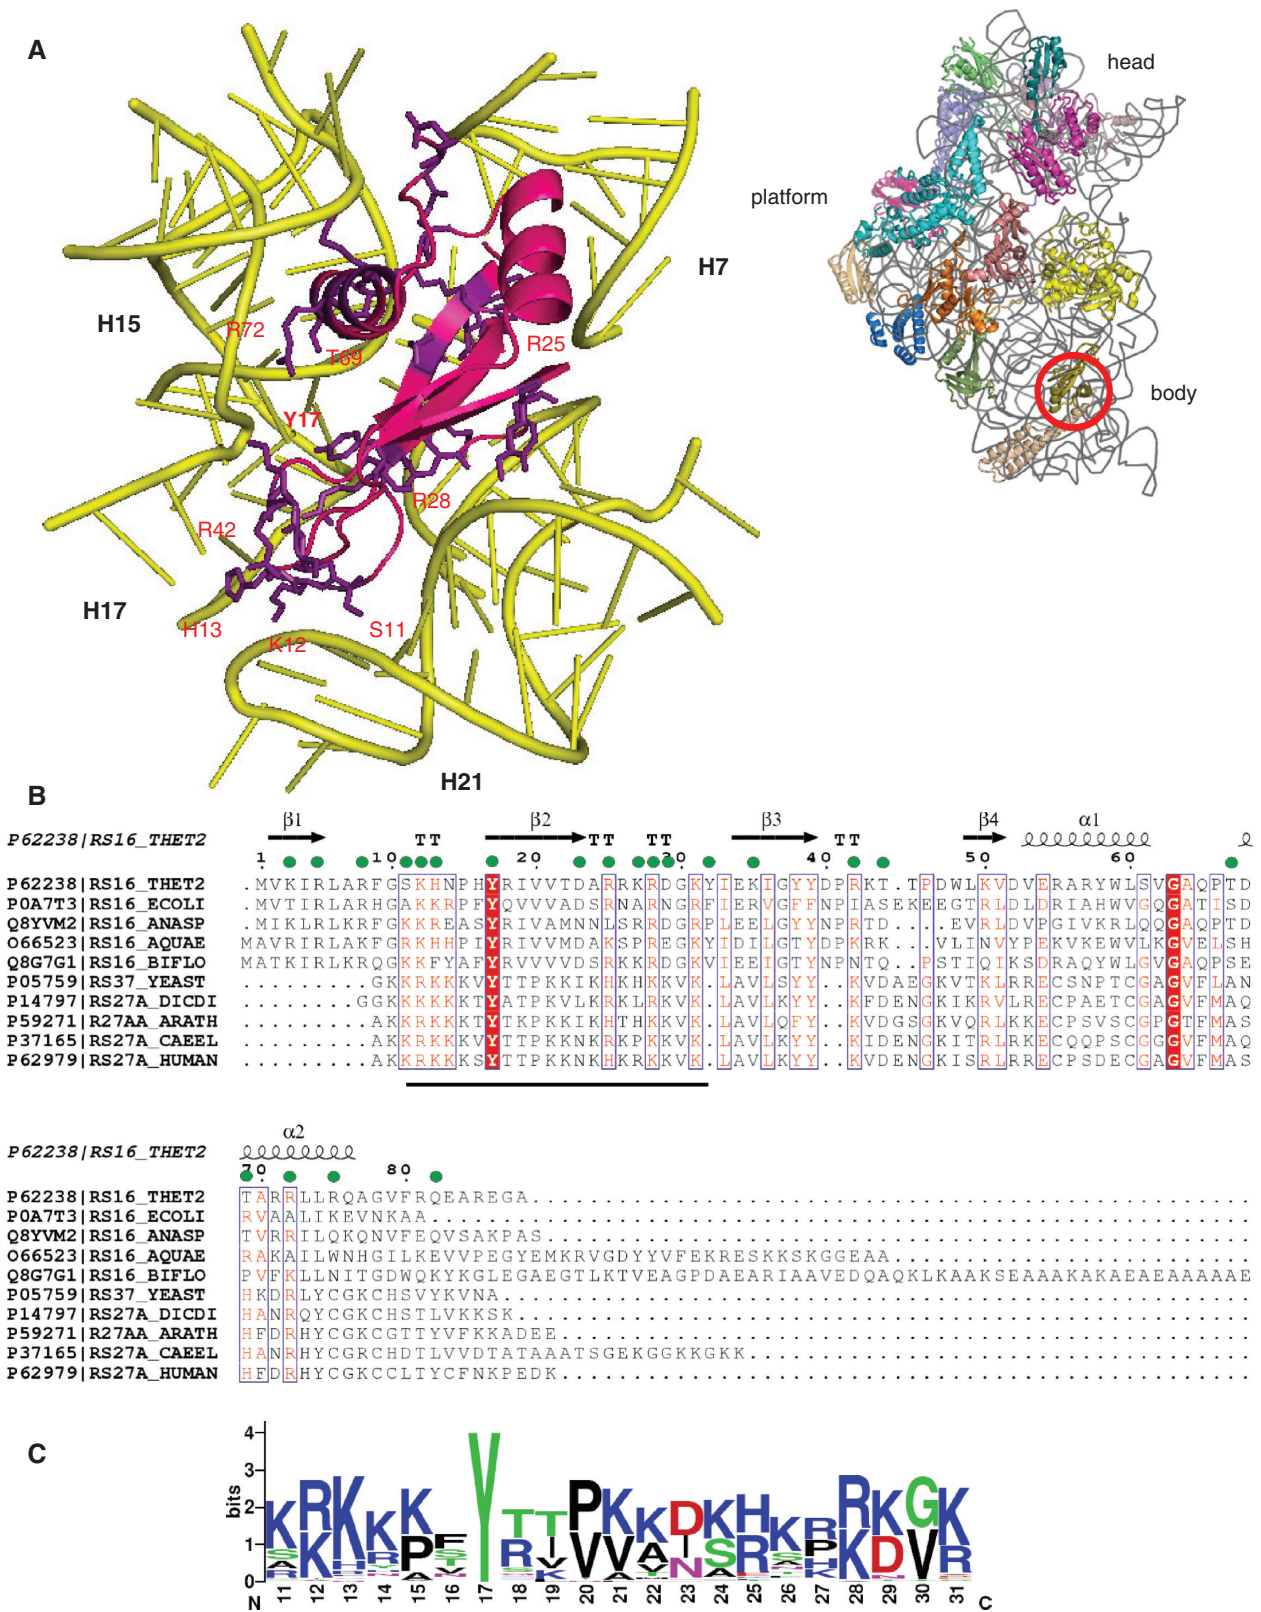 A
head
platform
H7
H15
R72
T69
R25
Y17
body
R28
R42
H17
H13
K12
S11
H21
B
β1 β2 β3 β4 α1
P62238|RS16_THET2 TT TT TT TT
1 10 20 30 40 50 60
P62238|RS16_THET2 .MVKIRLARFGSKHNPHYRIVVTDARRKRDGKYIEKIGYYDPRKT.TPDWLKVDVERARYWLSVGAQPTD
P0A7T3|RS16_ECOLI .MVTIRLARHGAKKRPFYQVVVADSRNARNGRFIERVGFFNPIASEKEEGTRLDLDRIAHWVGQGATISD
Q8YVM2|RS16_ANASP .MIKLRLKRFGKKREASYRIVAMNNLSRRDGRPLEELGYYNPRTD....EVRLDVPGIVKRLQQGAQPTD
O66523|RS16_AQUAE MAVRIRLAKFGRKHHPIYRIVVMDAKSPREGKYIDILGTYDPKRK...VLINVYPEKVKEWVLKGVELSH
Q8G7G1|RS16_BIFLO MATKIRLKRQGKKFYAFYRVVVVDSRKKRDGKVIEEIGTYNPNTQ..PSTIQIKSDRAQYWLGVGAQPSE
P05759|RS37_YEAST .........AKKRKKKVYTTPKKIKHKHKKVK.LAVLSYY..KVDAEGKVTKLRRECSNPTCGAGVFLAN
P14797|RS27A_DICDI ........GGKKKKKTYATPKVLKRKLRKVK.LAVLKYY..KFDENGKIKRVLRECPAETCGAGVFMAQ
P59271|R27AA_ARATH .........AKKRKKKTYTKPKKIKHTHKKVK.LAVLQFY..KVDGSGKVQRLKKECPSVSCGPGTFMAS
P37165|RS27A_CAEEL .........AKKRKKKVYTTPKKNKRKPKKVK.LAVLKYY..KIDENGKITRLRKECQQPSCGGGVFMAQ
P62979|RS27A_HUMAN .........AKKRKKKSYTTPKKNKHKRKKVK.LAVLKYY..KVDENGKISRLRRECPSDECGAGVFMAS
α2
P62238|RS16_THET2
70 80
P62238|RS16_THET2 TARRLLRQAGVFRQEAREGA
P0A7T3|RS16_ECOLI RVAALIKEVNKAA
Q8YVM2|RS16_ANASP TVRRILQKQNVFEQVSAKPAS
O66523|RS16_AQUAE RAKAILWNHGILKEVVPEGYEMKRVGDYYVFEKRESKKSKGGEAA
Q8G7G1|RS16_BIFLO PVFKLLNITGDWQKYKGLEGAEGTLKTVEAGPDAEARIAAVEDQAQKLKAAKSEAAAKAKAEAEAAAAAE
P05759|RS37_YEAST HKDRLYCGKCHSVYKVNA
P14797|RS27A_DICDI HANRQYCGKCHSTLVKKSK
P59271|R27AA_ARATH HFDRHYCGKCGTTYVFKKADEE
P37165|RS27A_CAEEL HANRHYCGRCHDTLVVDTATAAATSGEKGGKKGKK
P62979|RS27A_HUMAN HFDRHYCGKCCLTYCFNKPEDK
C
bits
4
3
2
1
0
N 11 12 13 14 15 16 17 18 19 20 21 22 23 24 25 26 27 28 29 30 31 C